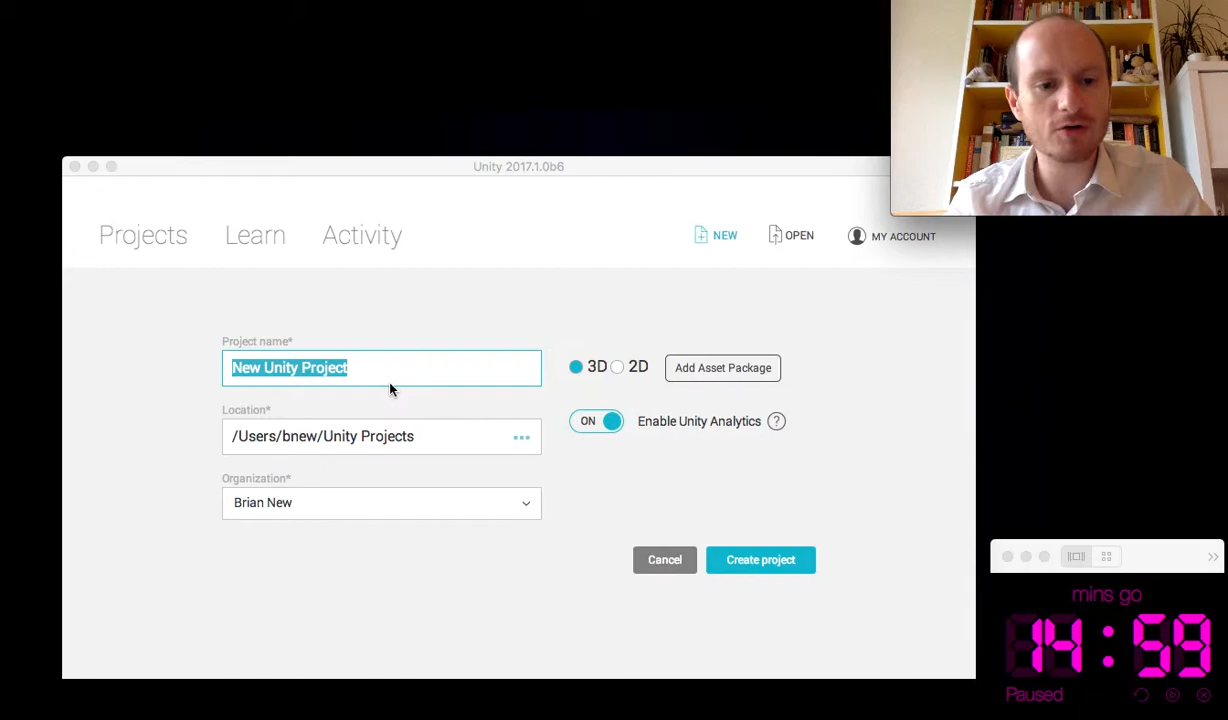 Unity 2017.1.0b6
Projects
Learn
Activity
NEW
OPEN
MY ACCOUNT
Project name*
New Unity Project
3D
2D
Add Asset Package
Location*
/Users/bnew/Unity Projects
ON
Enable Unity Analytics
?
Organization*
Brian New
Cancel
Create project
mins go
14:59
Paused